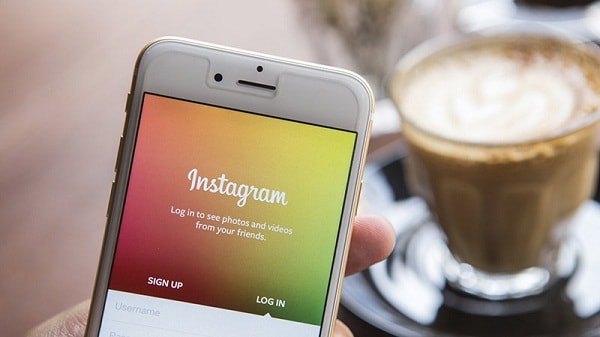 Instagram
Log in to see photos and videos
from your friends.
SIGN UP
LOG IN
Username